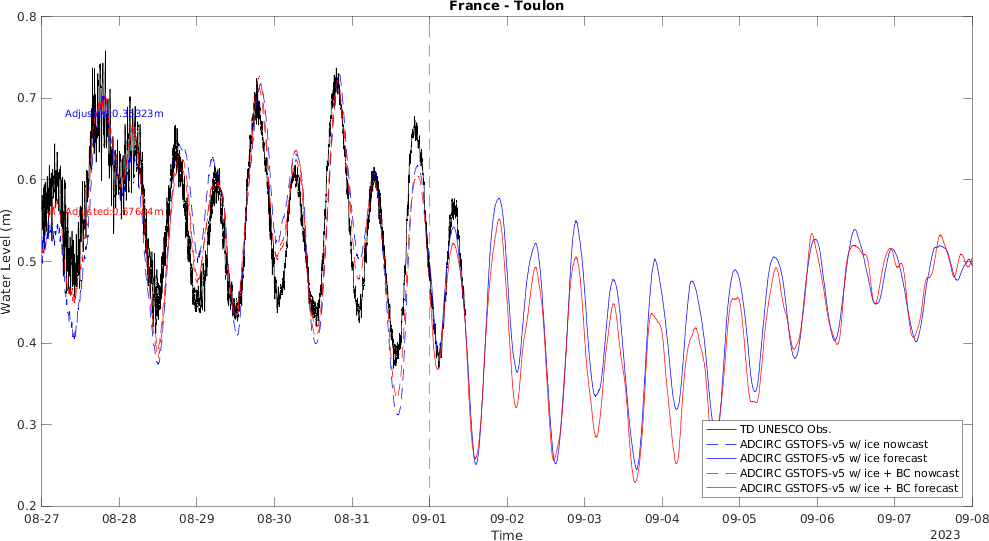 France - Toulon
Water Level (m)
0.8
0.7
0.6
0.5
0.4
0.3
0.2
TD UNESCO Obs.
ADCIRC GSTOFS-v5 w/ ice nowcast
ADCIRC GSTOFS-v5 w/ ice forecast
ADCIRC GSTOFS-v5 w/ ice + BC nowcast
ADCIRC GSTOFS-v5 w/ ice + BC forecast
08-27 08-28 08-29 08-30 08-31 09-01 09-02 09-03 09-04 09-05 09-06 09-07 09-08
Time
2023